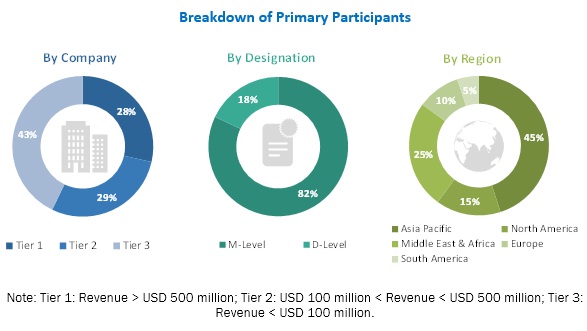 Breakdown of Primary Participants
By Company
28%
29%
43%
Tier 1 Tier 2 Tier 3
By Designation
18%
82%
M-Level D-Level
By Region
5%
10%
45%
25%
15%
Asia Pacific North America
Middle East & Africa Europe
South America
Note: Tier 1: Revenue > USD 500 million; Tier 2: USD 100 million < Revenue < USD 500 million; Tier 3:
Revenue < USD 100 million.